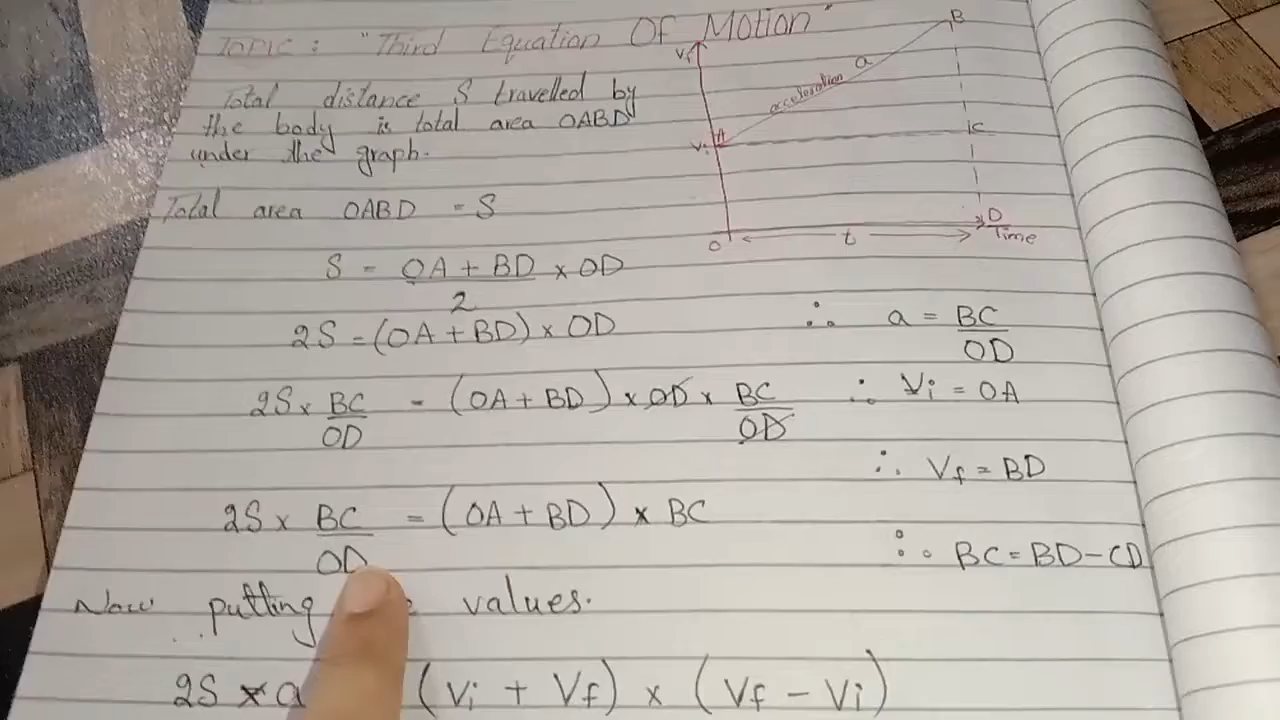 Topic : "Third Equation Of Motion"
Total distance S travelled by
the body is total area OABD
under the graph.
Total area OABD = S
S = OA + BD / 2 × OD
2S = (OA + BD) × OD
2S × BC/OD = (OA + BD) × OD × BC/OD
2S × BC/OD = (OA + BD) × BC
Now putting values.
2S × a (Vi + Vf) × (Vf - Vi)
Vf
B
a
acceleration
Vi A
C
O
t
D
Time
∴ a = BC/OD
∴ Vi = OA
∴ Vf = BD
∴ BC = BD - CD